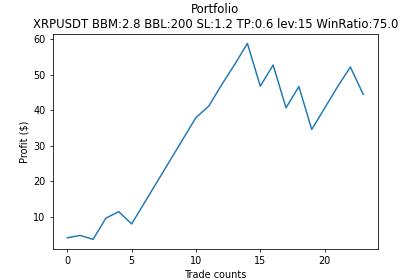 Portfolio
XRPUSDT BBM:2.8 BBL:200 SL:1.2 TP:0.6 lev:15 WinRatio:75.0
60
50
40
30
20
10
Profit ($)
0 5 10 15 20
Trade counts